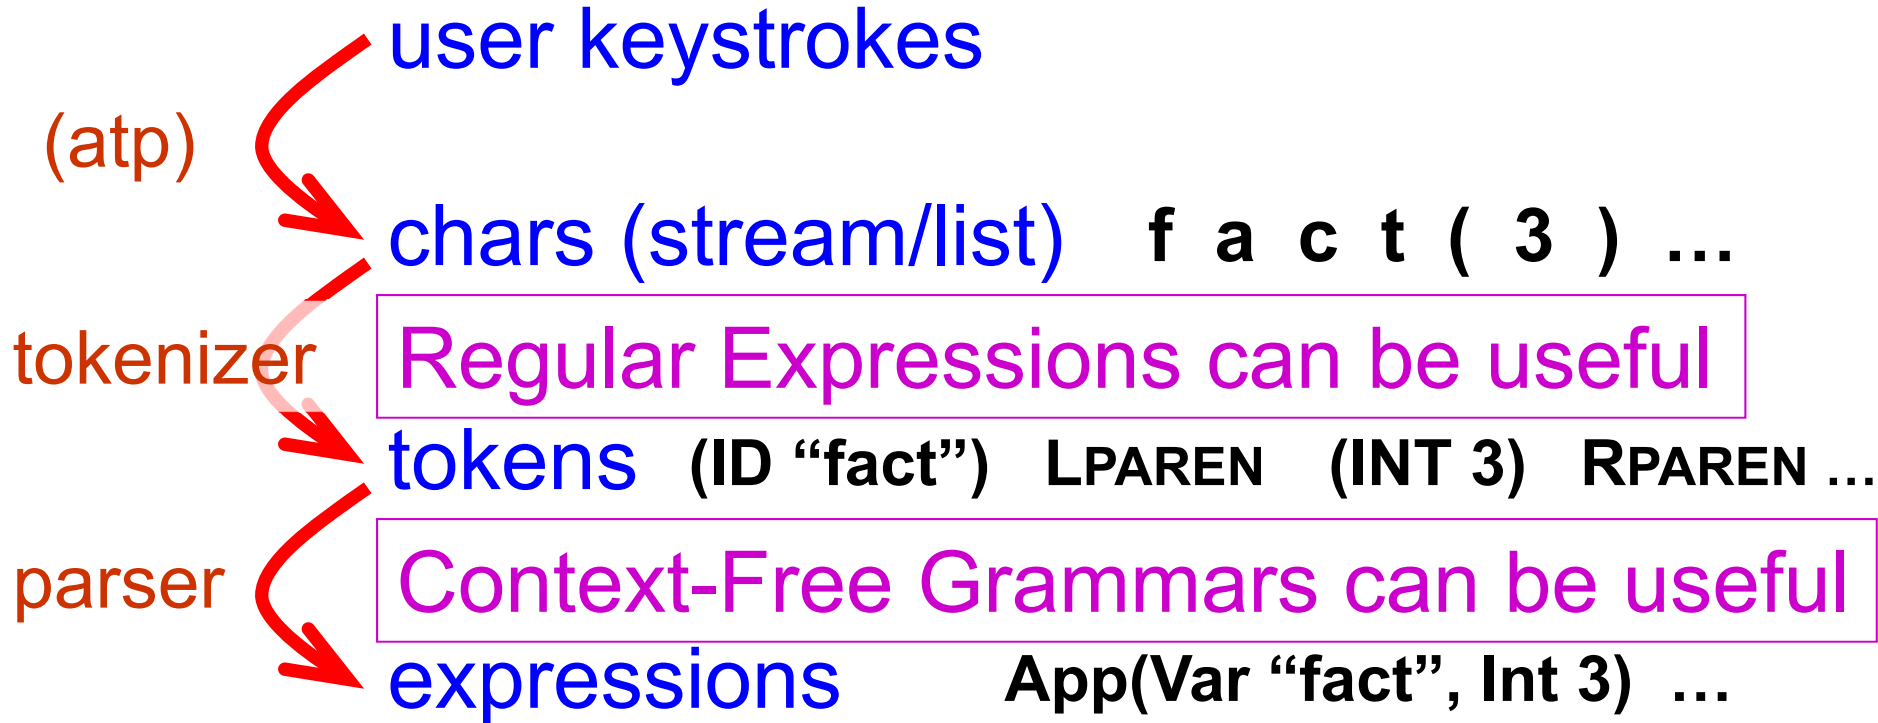 user keystrokes
(atp)
chars (stream/list) f a c t ( 3 ) …
tokenizer Regular Expressions can be useful
tokens (ID “fact”) LPAREN (INT 3) RPAREN …
parser Context-Free Grammars can be useful
expressions App(Var “fact”, Int 3) …